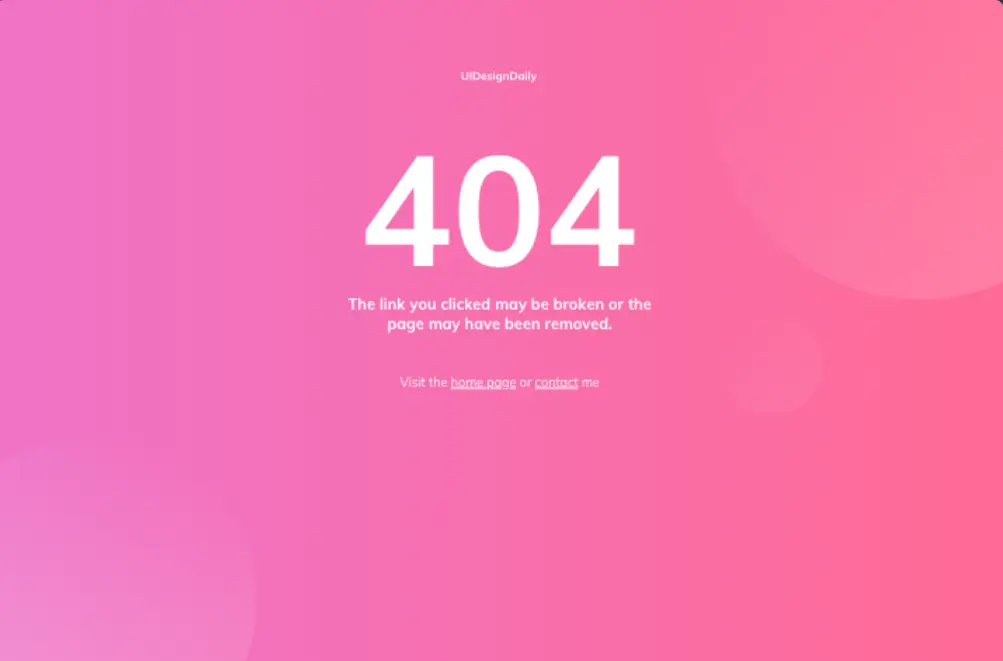 UIDesignDaily
404
The link you clicked may be broken or the
page may have been removed.
Visit the home page or contact me